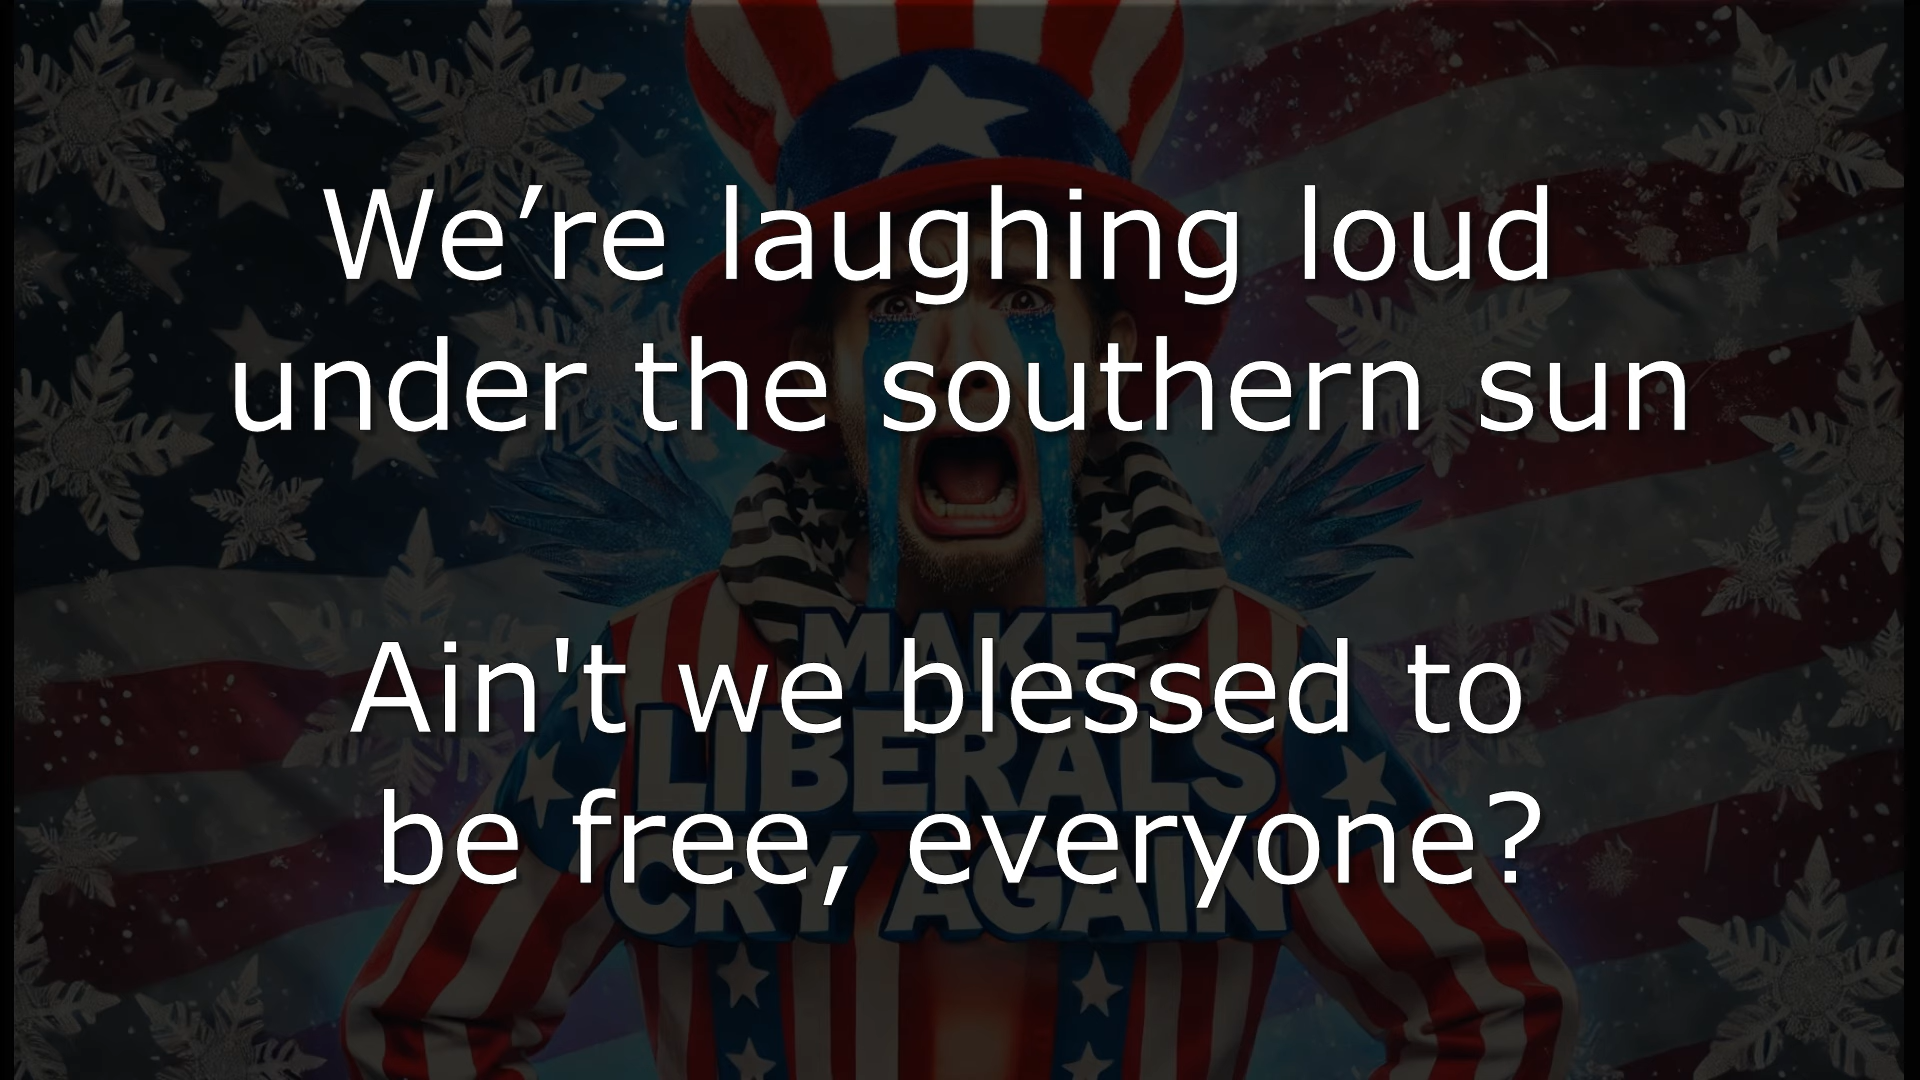 We’re laughing loud
under the southern sun
Ain't we blessed to
be free, everyone?
MAKE
LIBERALS
CRY AGAIN